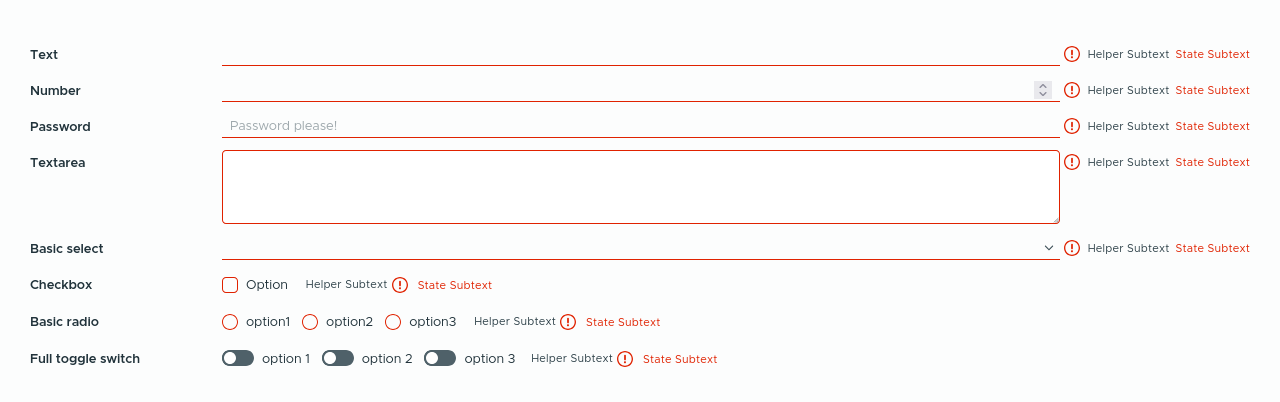 Text Helper Subtext State Subtext
Number Helper Subtext State Subtext
Password Password please! Helper Subtext State Subtext
Textarea Helper Subtext State Subtext
Basic select Helper Subtext State Subtext
Checkbox Option Helper Subtext State Subtext
Basic radio option1 option2 option3 Helper Subtext State Subtext
Full toggle switch option 1 option 2 option 3 Helper Subtext State Subtext